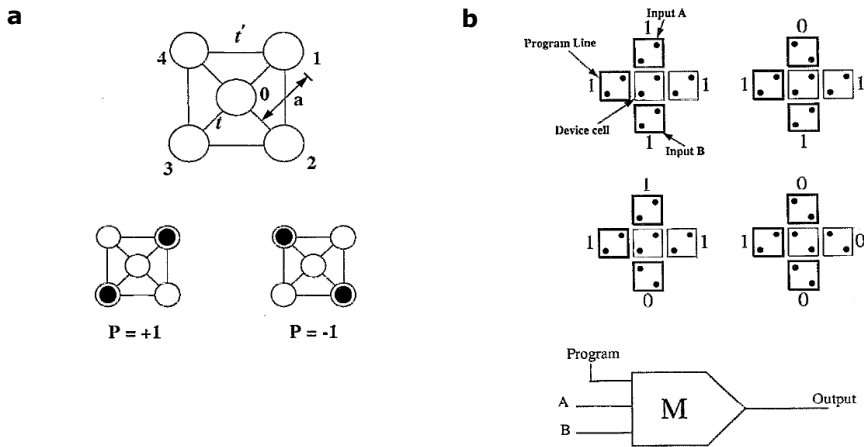 a
t'
4
1
0
a
t
3
2
P = +1
P = -1
b
1
Input A
Program Line
1
1
Device cell
1
Input B
0
1
1
1
1
1
1
0
0
1
0
0
Program
A
M
Output
B